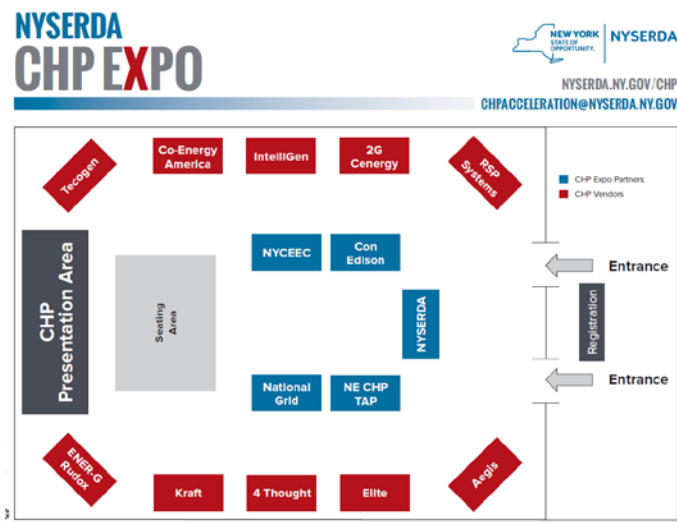 NYSERDA
CHP EXPO
NEW YORK
STATE OF
OPPORTUNITY.
NYSERDA
NYSERDA.NY.GOV/CHP
CHPACCELERATION@NYSERDA.NY.GOV
Tecogen
Co-Energy
America
IntelliGen
2G
Cenergy
RSP
Systems
CHP Expo Partners
CHP Vendors
CHP
Presentation Area
Seating
Area
NYCEEC
Con
Edison
NYSERDA
National
Grid
NE CHP
TAP
Entrance
Registration
Entrance
ENER-G
Rudox
Kraft
4 Thought
Elite
Aegis